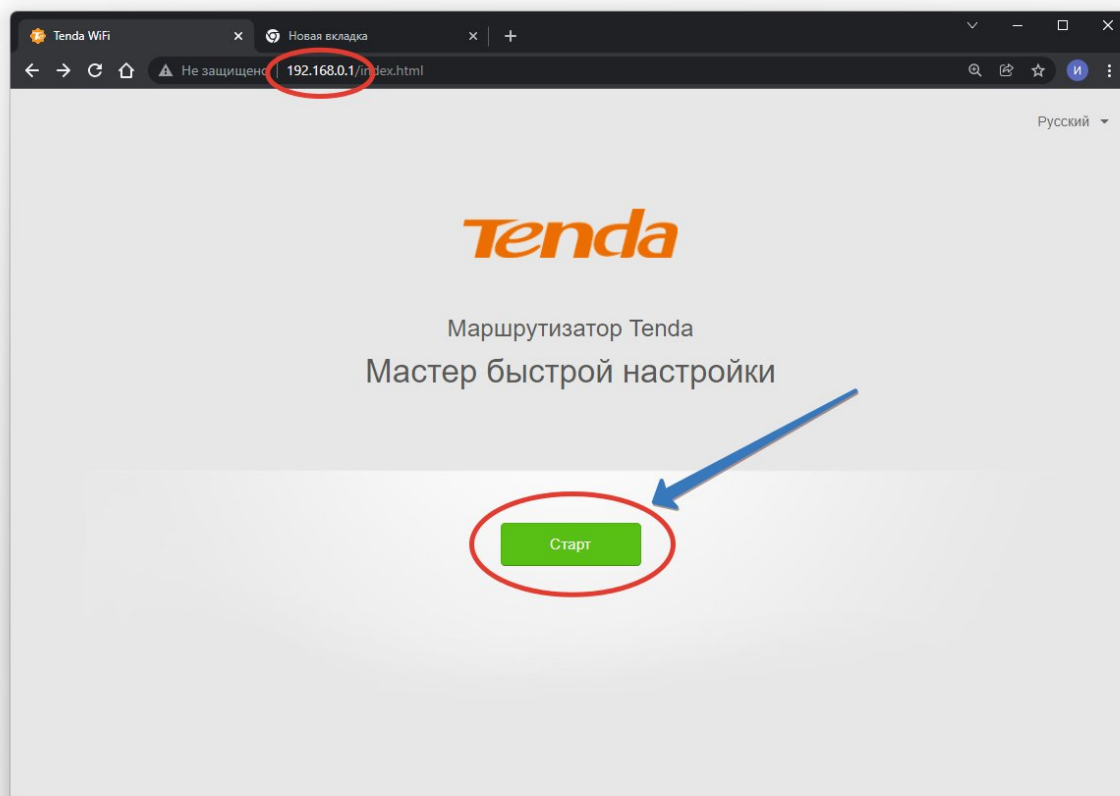 Tenda WiFi
Новая вкладка
Не защищено 192.168.0.1/index.html
И
Русский
Tenda
Маршрутизатор Tenda
Мастер быстрой настройки
Старт